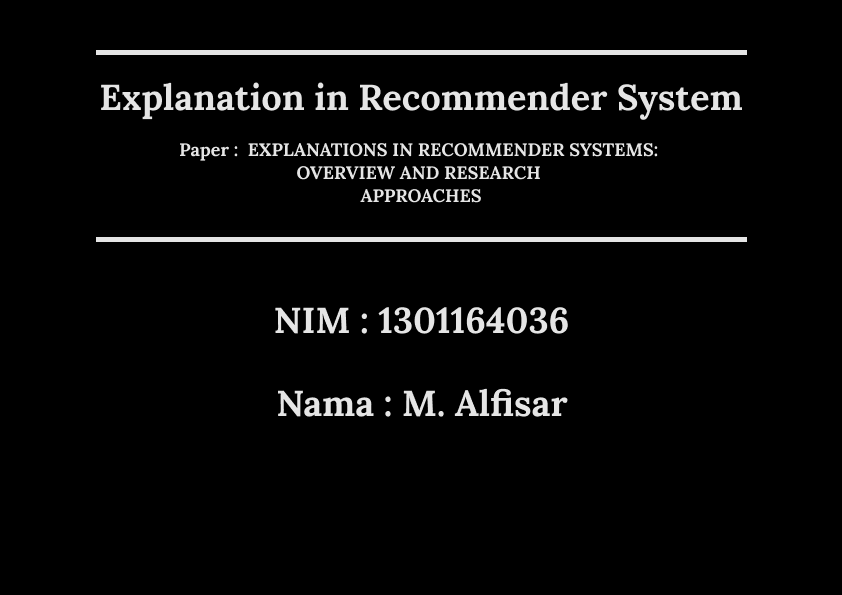 Explanation in Recommender System
Paper : EXPLANATIONS IN RECOMMENDER SYSTEMS:
OVERVIEW AND RESEARCH
APPROACHES
NIM : 1301164036
Nama : M. Alfisar